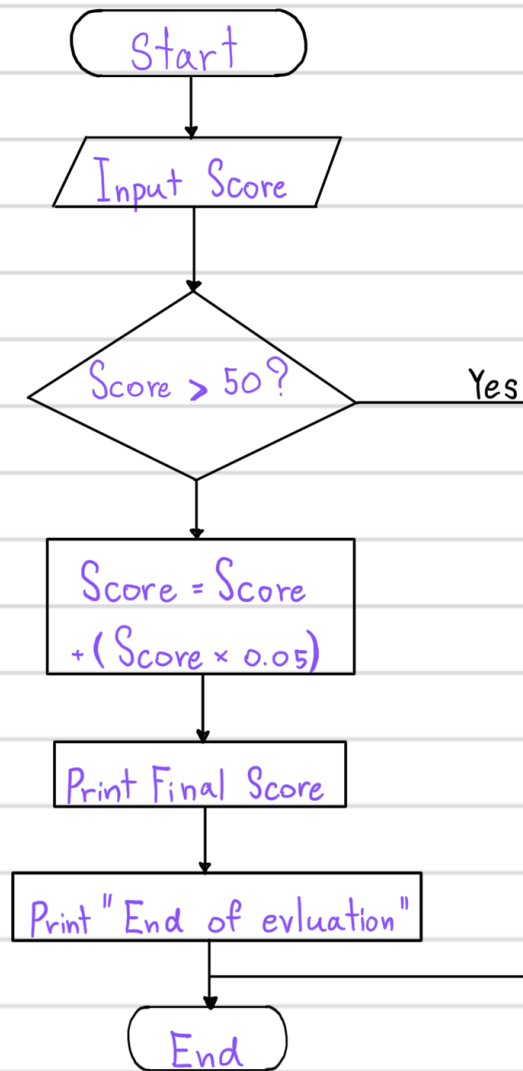 Start
Input Score
Score > 50?
Yes
Score = Score
+ (Score × 0.05)
Print Final Score
Print "End of evluation"
End